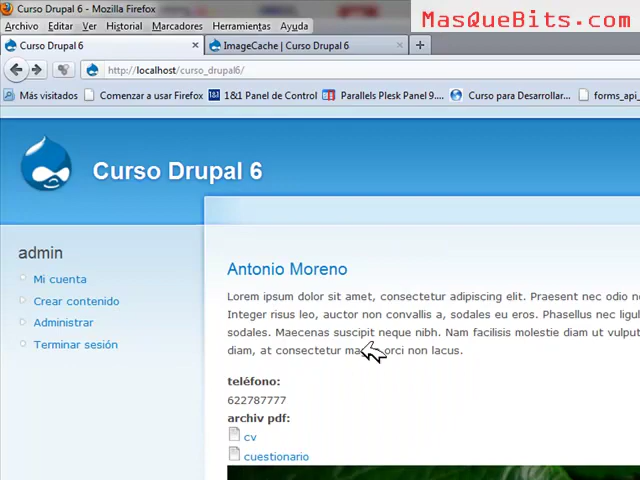 Curso Drupal 6 - Mozilla Firefox
MasQueBits.com
Archivo Editar Ver Historial Marcadores Herramientas Ayuda
Curso Drupal 6 × ImageCache | Curso Drupal 6 × +
http://localhost/curso_drupal6/
Más visitados Comenzar a usar Firefox 1&1 Panel de Control Parallels Plesk Panel 9.... Curso para Desarrollar... forms_api_
Curso Drupal 6
admin
Mi cuenta
Crear contenido
Administrar
Terminar sesión
Antonio Moreno
Lorem ipsum dolor sit amet, consectetur adipiscing elit. Praesent nec odio n
Integer risus leo, auctor non convallis a, sodales eu eros. Phasellus nec ligul
sodales. Maecenas suscipit neque nibh. Nam facilisis molestie diam ut vulput
diam, at consectetur orci non lacus.
teléfono:
622787777
archiv pdf:
cv
cuestionario